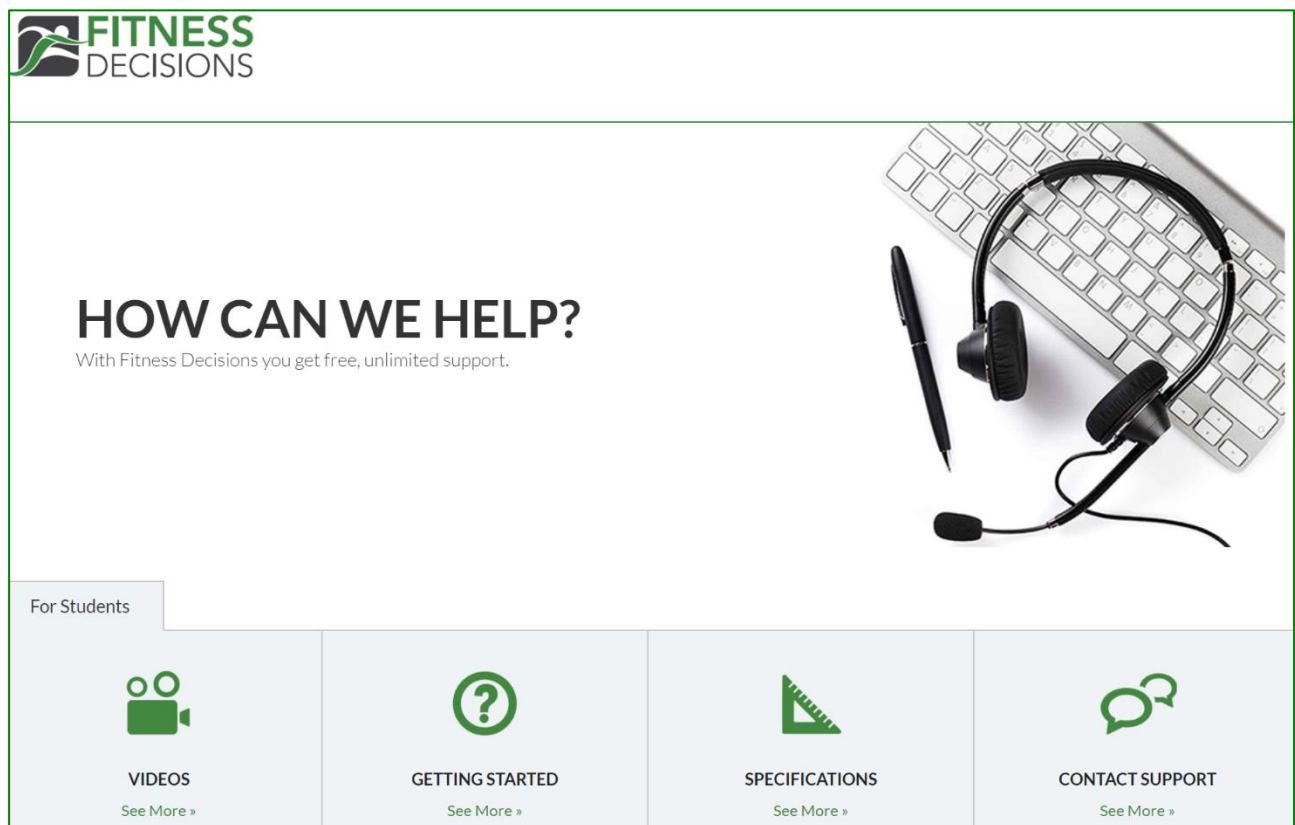 FITNESS
DECISIONS
HOW CAN WE HELP?
With Fitness Decisions you get free, unlimited support.
For Students
VIDEOS
See More »
GETTING STARTED
See More »
SPECIFICATIONS
See More »
CONTACT SUPPORT
See More »